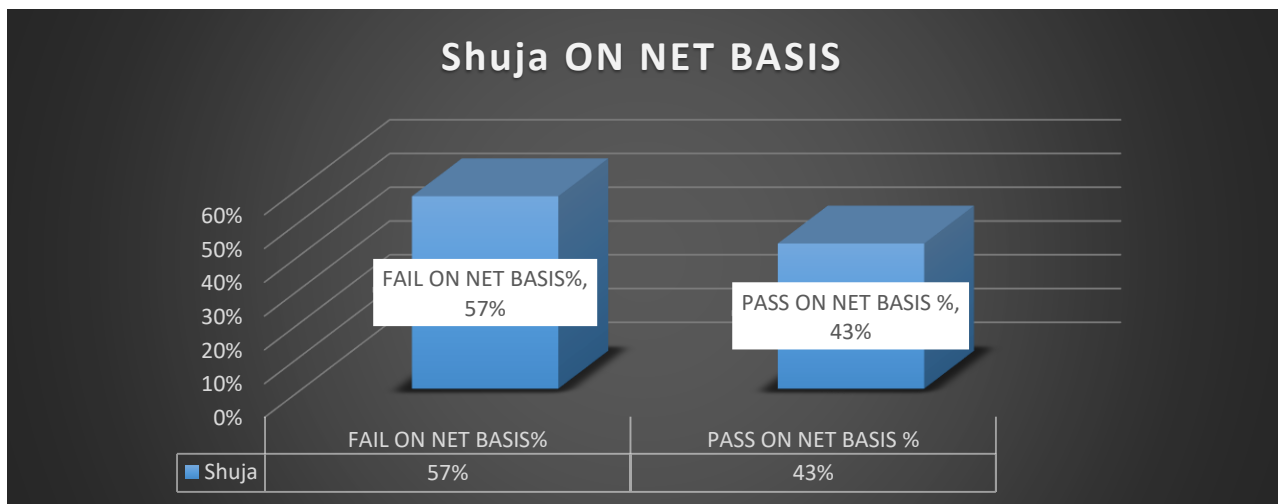 Shuja ON NET BASIS
60%
50%
40%
30%
20%
10%
0%
FAIL ON NET BASIS%,
57%
PASS ON NET BASIS %,
43%
FAIL ON NET BASIS% PASS ON NET BASIS %
Shuja 57% 43%